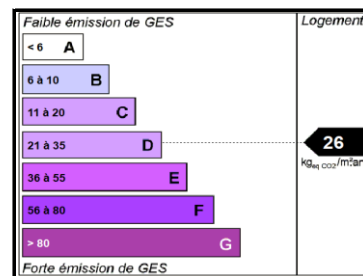 Faible émission de GES
Logement
< 6 A
6 à 10 B
11 à 20 C
21 à 35 D
26
kgeq CO2/m².an
36 à 55 E
56 à 80 F
> 80 G
Forte émission de GES